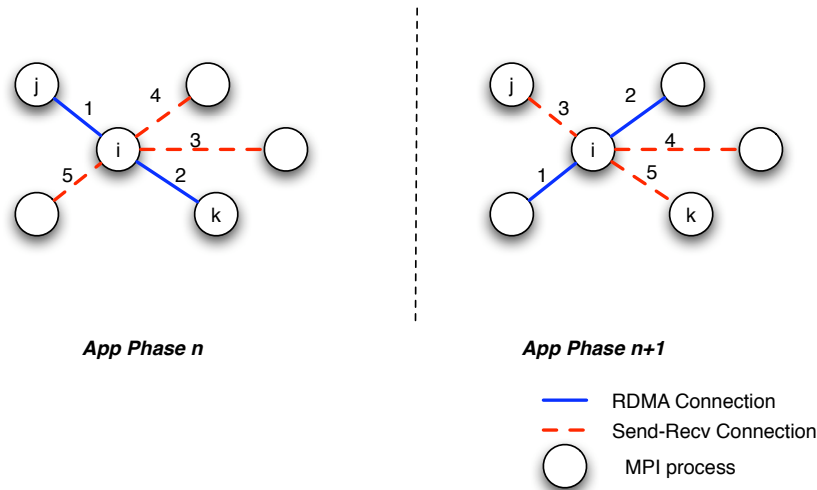 j
1
4
i
3
5
2
k
j
3
2
i
4
1
5
k
App Phase n
App Phase n+1
RDMA Connection
Send-Recv Connection
MPI process